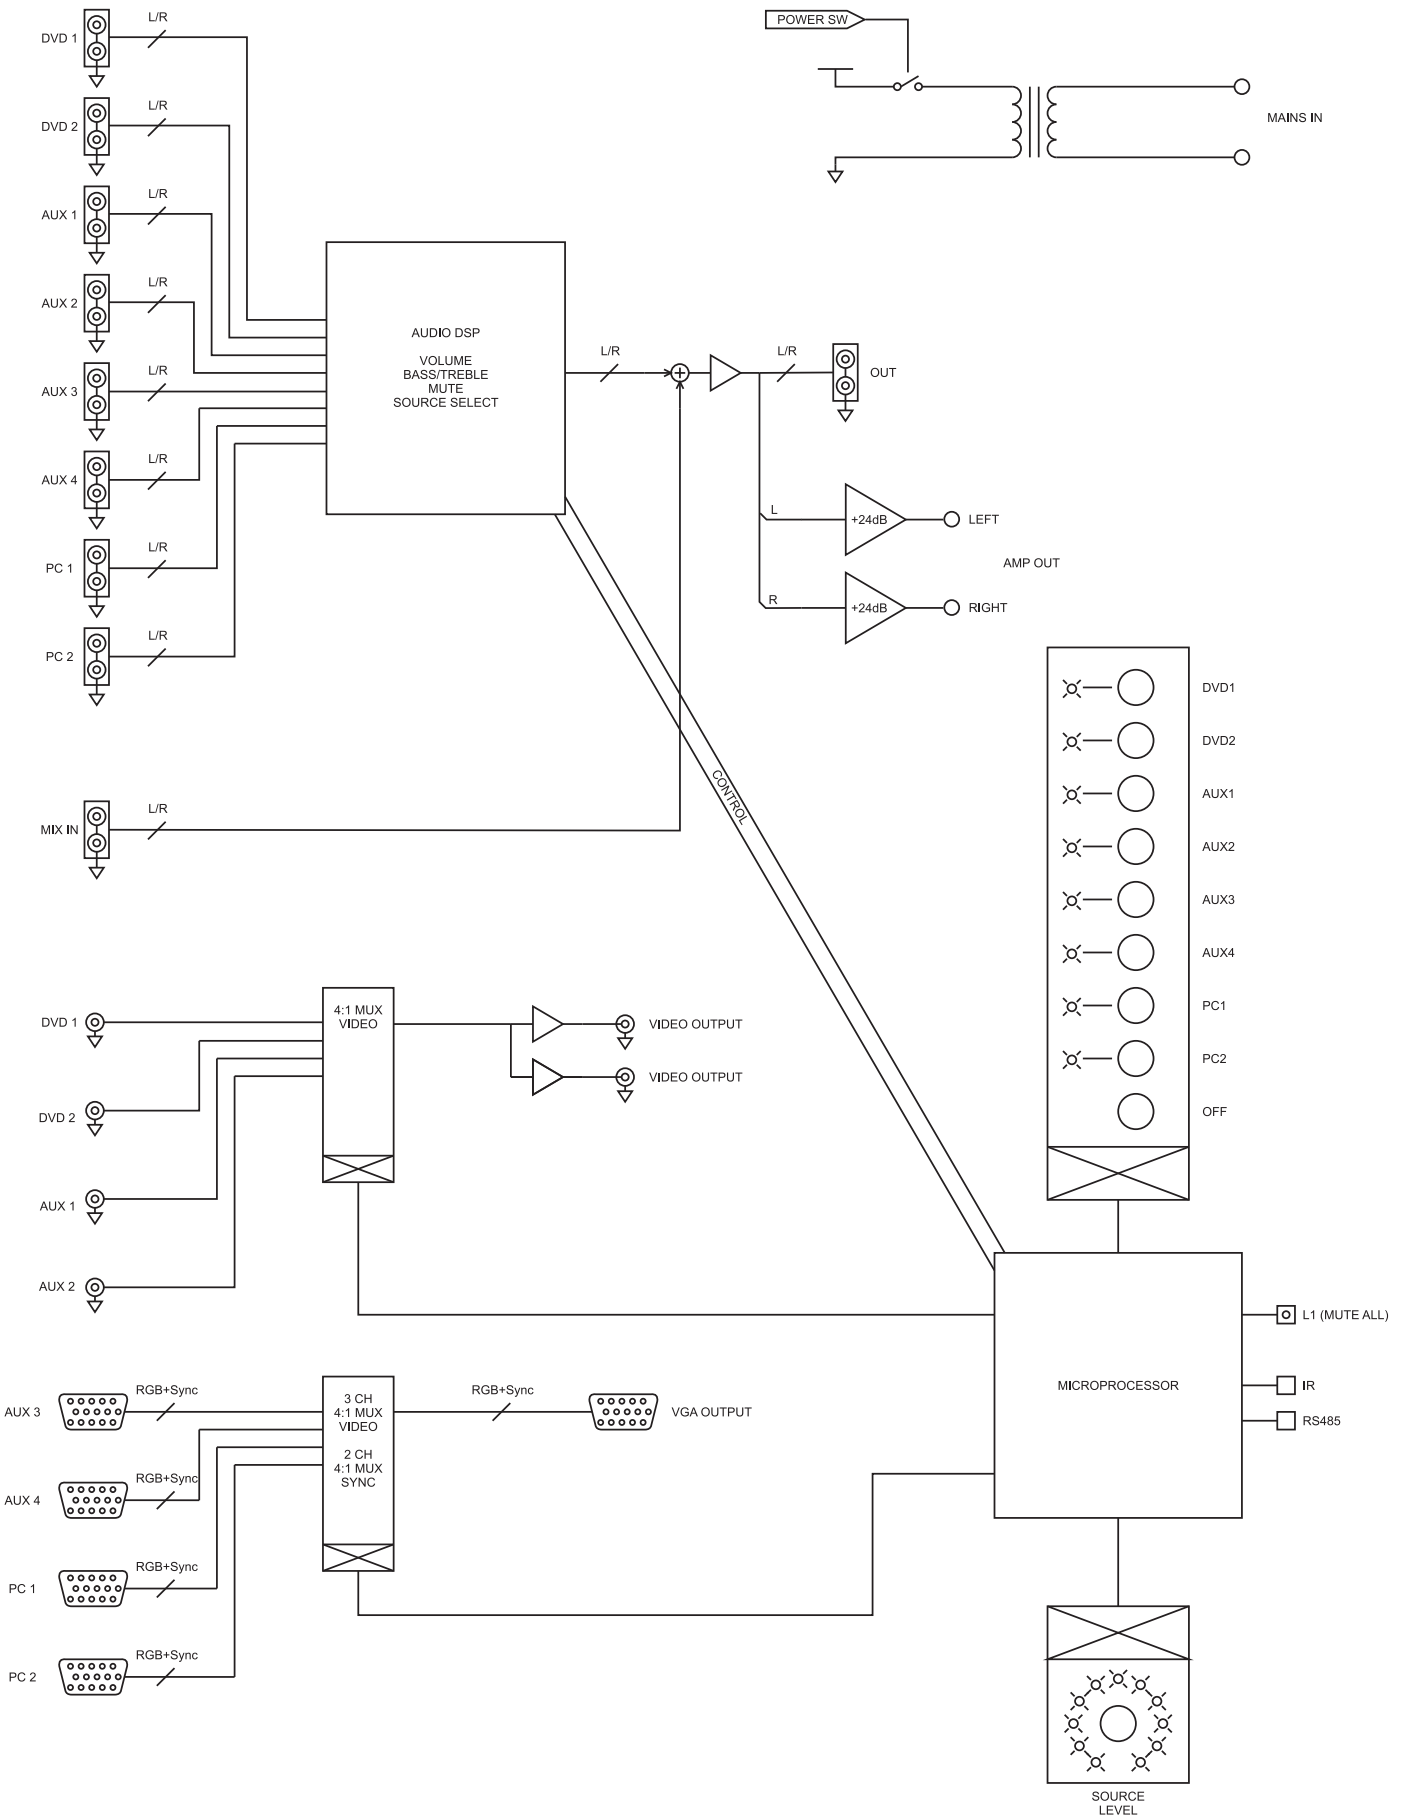 POWER SW
MAINS IN
DVD 1
L/R
DVD 2
L/R
AUX 1
L/R
AUX 2
L/R
AUX 3
L/R
AUX 4
L/R
PC 1
L/R
PC 2
L/R
AUDIO DSP
VOLUME
BASS/TREBLE
MUTE
SOURCE SELECT
L/R
L/R
OUT
L
+24dB
LEFT
AMP OUT
R
+24dB
RIGHT
MIX IN
L/R
CONTROL
DVD1
DVD2
AUX1
AUX2
AUX3
AUX4
PC1
PC2
OFF
DVD 1
DVD 2
AUX 1
AUX 2
4:1 MUX
VIDEO
VIDEO OUTPUT
VIDEO OUTPUT
MICROPROCESSOR
L1 (MUTE ALL)
IR
RS485
AUX 3
RGB+Sync
AUX 4
RGB+Sync
PC 1
RGB+Sync
PC 2
RGB+Sync
3 CH
4:1 MUX
VIDEO
2 CH
4:1 MUX
SYNC
RGB+Sync
VGA OUTPUT
SOURCE
LEVEL